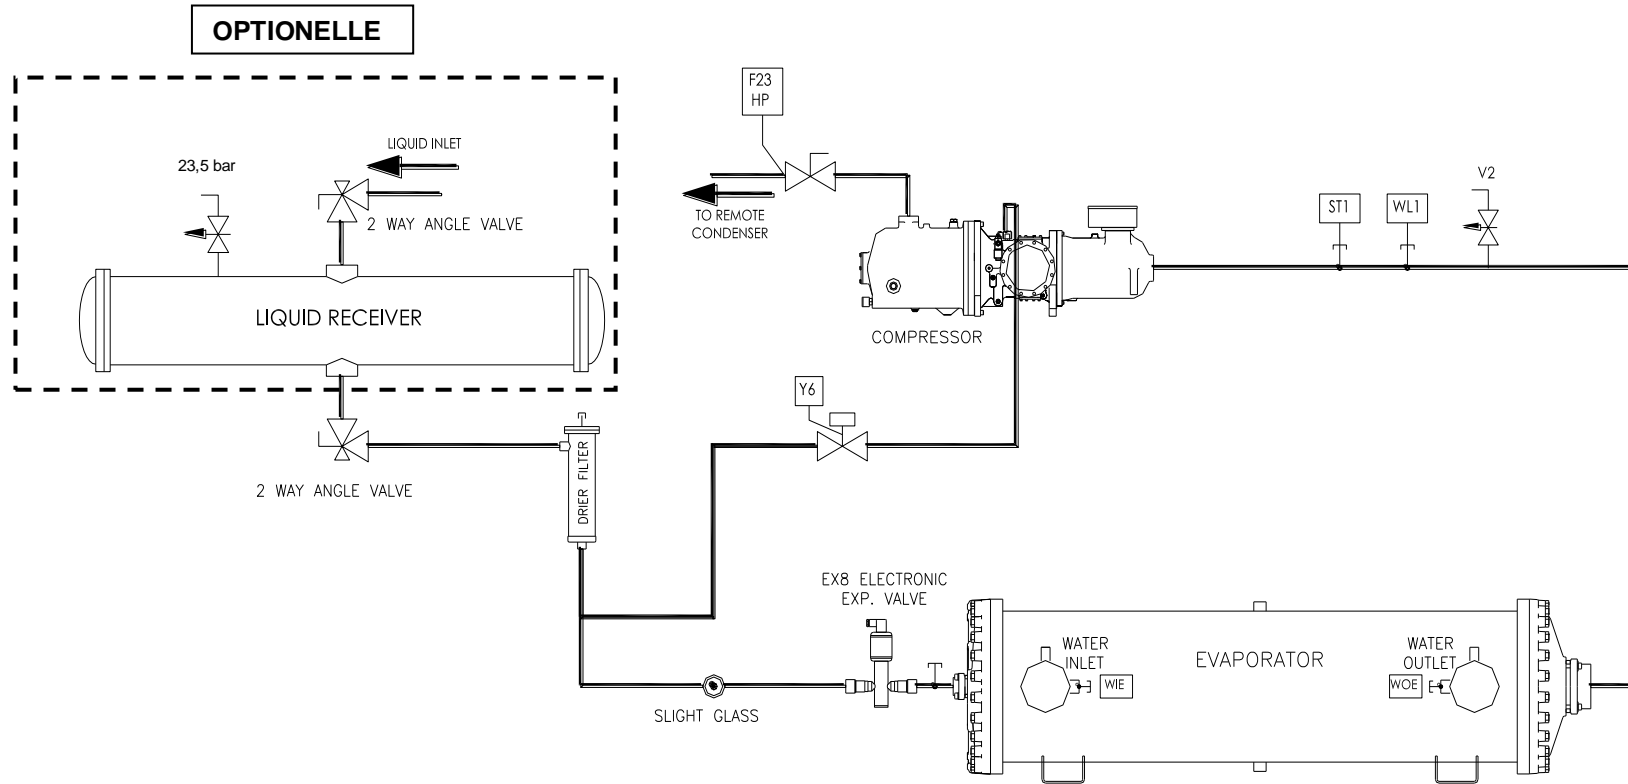 OPTIONELLE
F23
HP
LIQUID INLET
23,5 bar
V2
2 WAY ANGLE VALVE
TO REMOTE
CONDENSER
ST1
WL1
LIQUID RECEIVER
COMPRESSOR
Y6
DRIER FILTER
2 WAY ANGLE VALVE
EX8 ELECTRONIC
EXP. VALVE
WATER
INLET
EVAPORATOR
WATER
OUTLET
WIE
WOE
SLIGHT GLASS